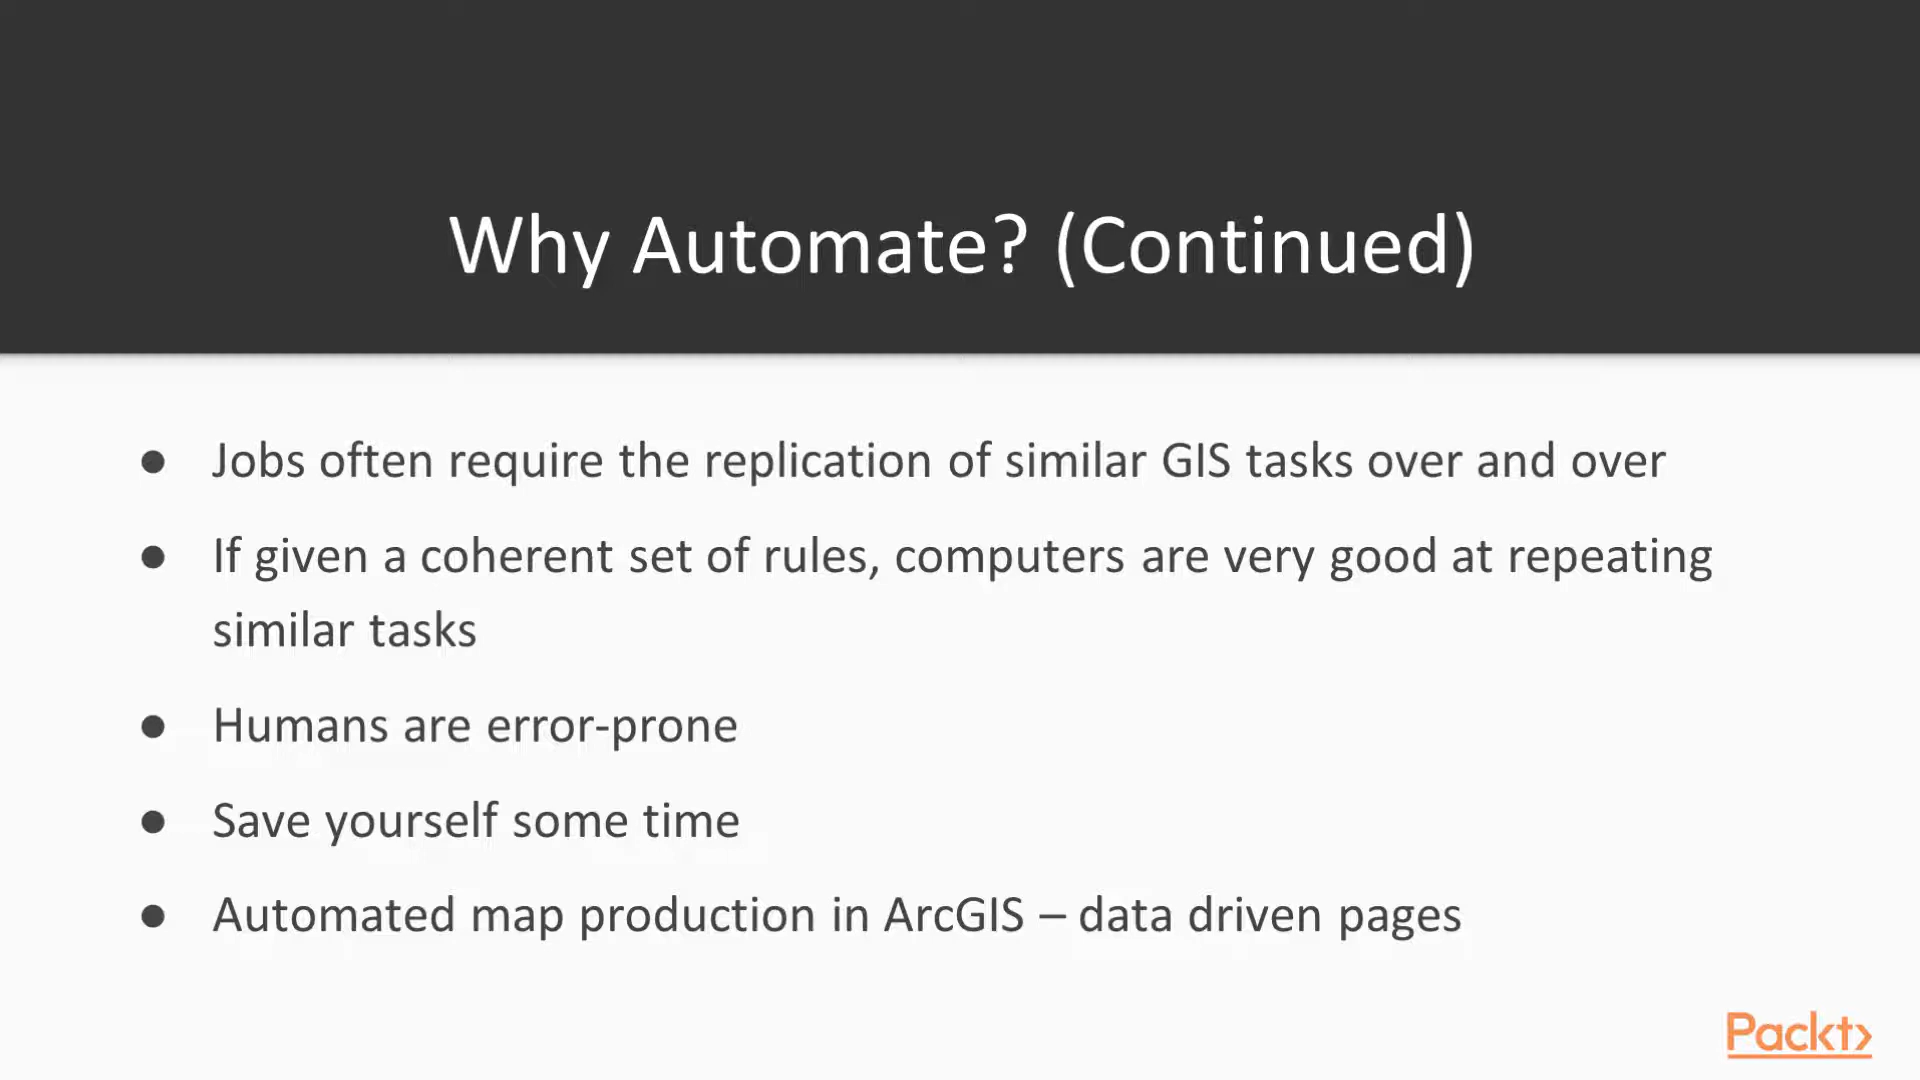 Why Automate? (Continued)
● Jobs often require the replication of similar GIS tasks over and over
● If given a coherent set of rules, computers are very good at repeating
similar tasks
● Humans are error-prone
● Save yourself some time
● Automated map production in ArcGIS – data driven pages
Packt>